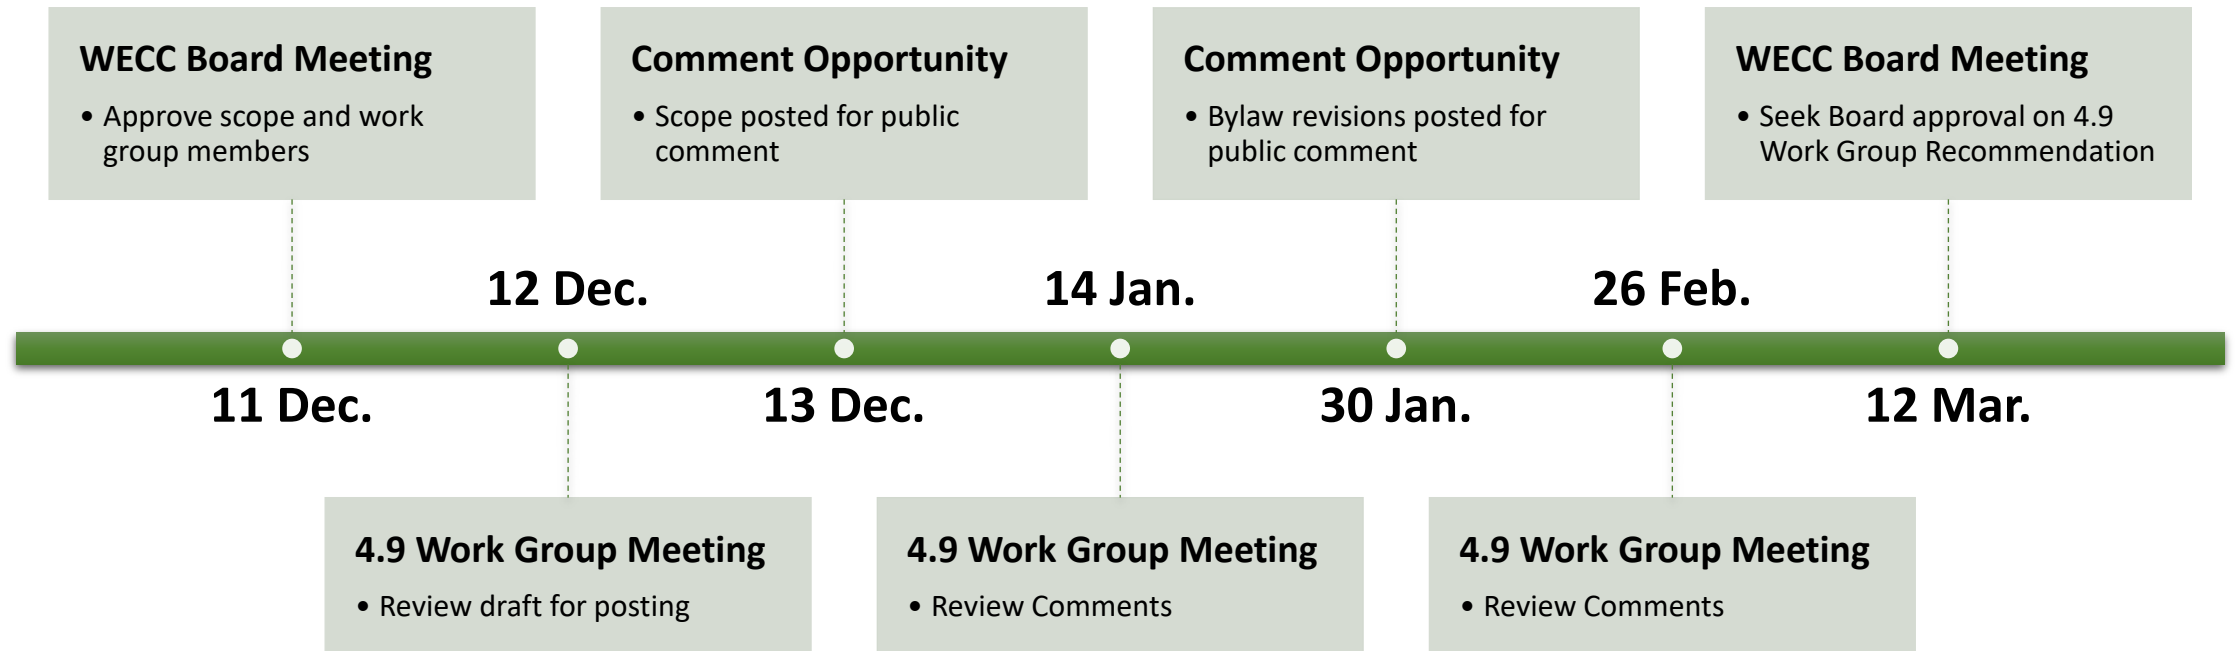 WECC Board Meeting
• Approve scope and work
group members
Comment Opportunity
• Scope posted for public
comment
Comment Opportunity
• Bylaw revisions posted for
public comment
WECC Board Meeting
• Seek Board approval on 4.9
Work Group Recommendation
12 Dec.
14 Jan.
26 Feb.
11 Dec.
13 Dec.
30 Jan.
12 Mar.
4.9 Work Group Meeting
• Review draft for posting
4.9 Work Group Meeting
• Review Comments
4.9 Work Group Meeting
• Review Comments